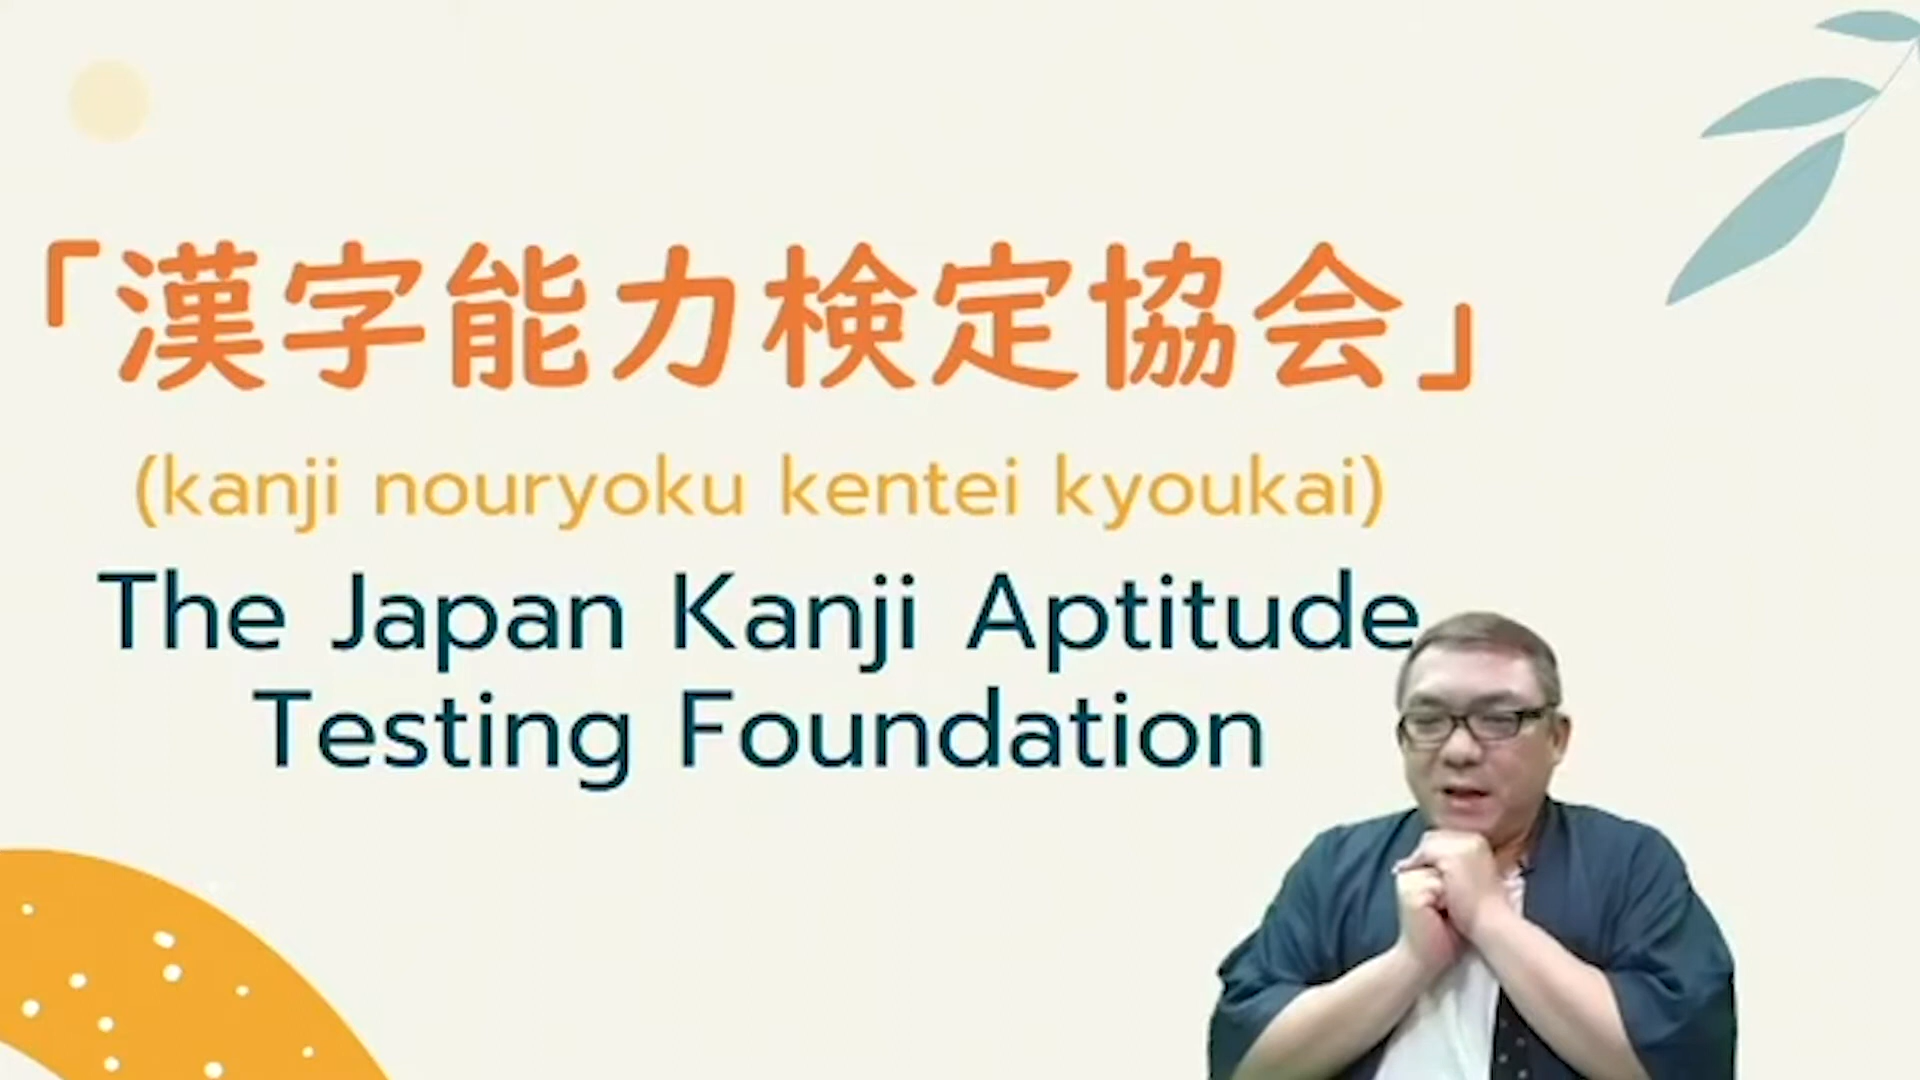 「漢字能力検定協会」
(kanji nouryoku kentei kyoukai)
The Japan Kanji Aptitude
Testing Foundation